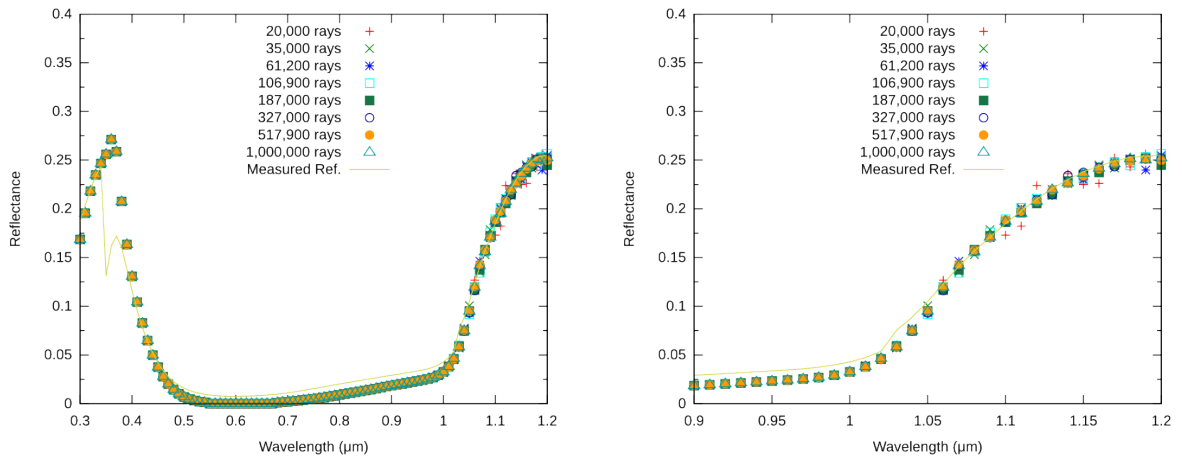 0.4
0.35
0.3
0.25
0.2
0.15
0.1
0.05
0
0.3 0.4 0.5 0.6 0.7 0.8 0.9 1 1.1 1.2
Reflectance
Wavelength (μm)
20,000 rays
35,000 rays
61,200 rays
106,900 rays
187,000 rays
327,000 rays
517,900 rays
1,000,000 rays
Measured Ref.
0.4
0.35
0.3
0.25
0.2
0.15
0.1
0.05
0
0.9 0.95 1 1.05 1.1 1.15 1.2
Reflectance
Wavelength (μm)
20,000 rays
35,000 rays
61,200 rays
106,900 rays
187,000 rays
327,000 rays
517,900 rays
1,000,000 rays
Measured Ref.